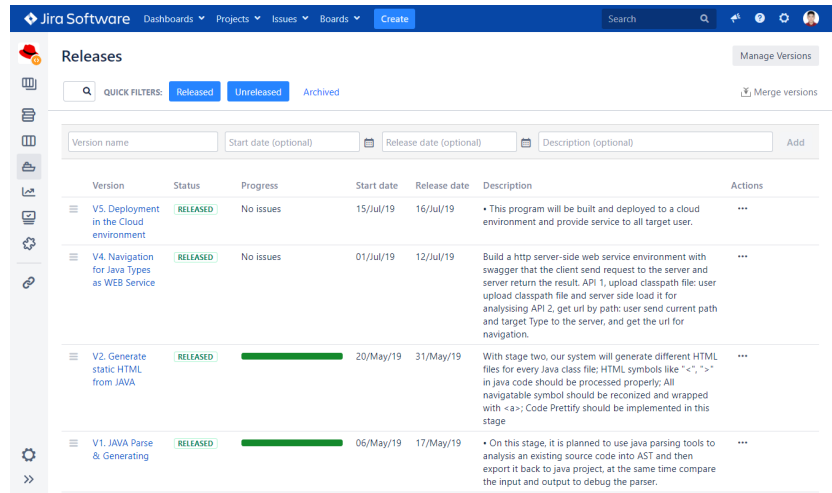 Jira Software Dashboards Projects Issues Boards Create Search
Releases
Manage Versions
QUICK FILTERS: Released Unreleased Archived
Merge versions
Version name Start date (optional) Release date (optional) Description (optional) Add
Version Status Progress Start date Release date Description Actions
V5. Deployment RELEASED No issues 15/Jul/19 16/Jul/19 • This program will be built and deployed to a cloud ···
in the Cloud environment and provide service to all target user.
environment
V4. Navigation RELEASED No issues 01/Jul/19 12/Jul/19 Build a http server-side web service environment with ···
for Java Types swagger that the client send request to the server and
as WEB Service server return the result. API 1, upload classpath file: user
upload classpath file and server side load it for
analysising API 2, get url by path: user send current path
and target Type to the server, and get the url for
navigation.
V2. Generate RELEASED 20/May/19 31/May/19 With stage two, our system will generate different HTML ···
static HTML files for every Java class file; HTML symbols like "<", ">"
from JAVA in java code should be processed properly; All
navigatable symbol should be reconized and wrapped
with <a>; Code Prettify should be implemented in this
stage
V1. JAVA Parse RELEASED 06/May/19 17/May/19 • On this stage, it is planned to use java parsing tools to ···
& Generating analysis an existing source code into AST and then
export it back to java project, at the same time compare
the input and output to debug the parser.